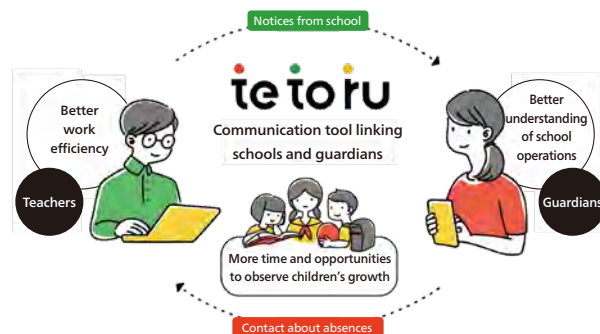 Notices from school
te to ru
Communication tool linking
schools and guardians
Better
work
efficiency
Teachers
Better
understanding
of school
operations
Guardians
More time and opportunities
to observe children's growth
Contact about absences